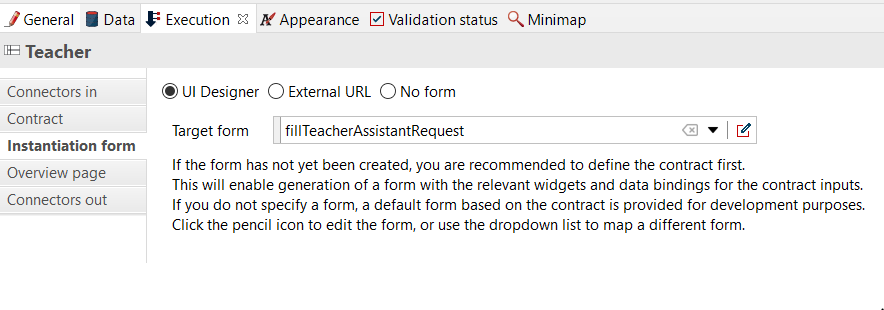 General Data Execution Appearance Validation status Minimap
Teacher
Connectors in
Contract
Instantiation form
Overview page
Connectors out
UI Designer External URL No form
Target form fillTeacherAssistantRequest
If the form has not yet been created, you are recommended to define the contract first.
This will enable generation of a form with the relevant widgets and data bindings for the contract inputs.
If you do not specify a form, a default form based on the contract is provided for development purposes.
Click the pencil icon to edit the form, or use the dropdown list to map a different form.